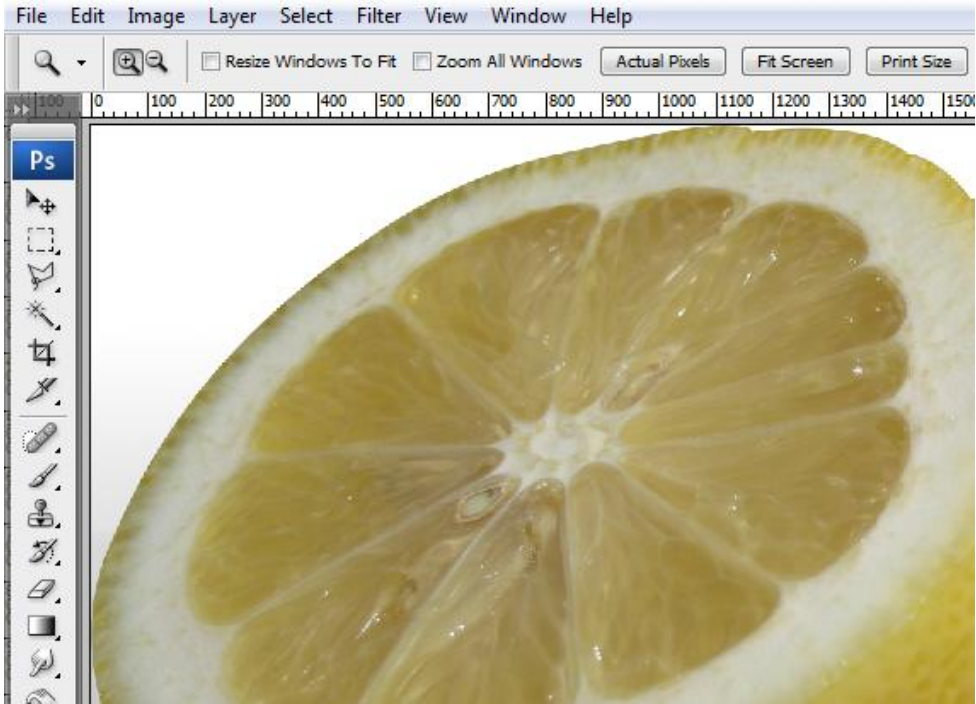 File Edit Image Layer Select Filter View Window Help
Resize Windows To Fit Zoom All Windows Actual Pixels Fit Screen Print Size
100 0 100 200 300 400 500 600 700 800 900 1000 1100 1200 1300 1400 1500
Ps